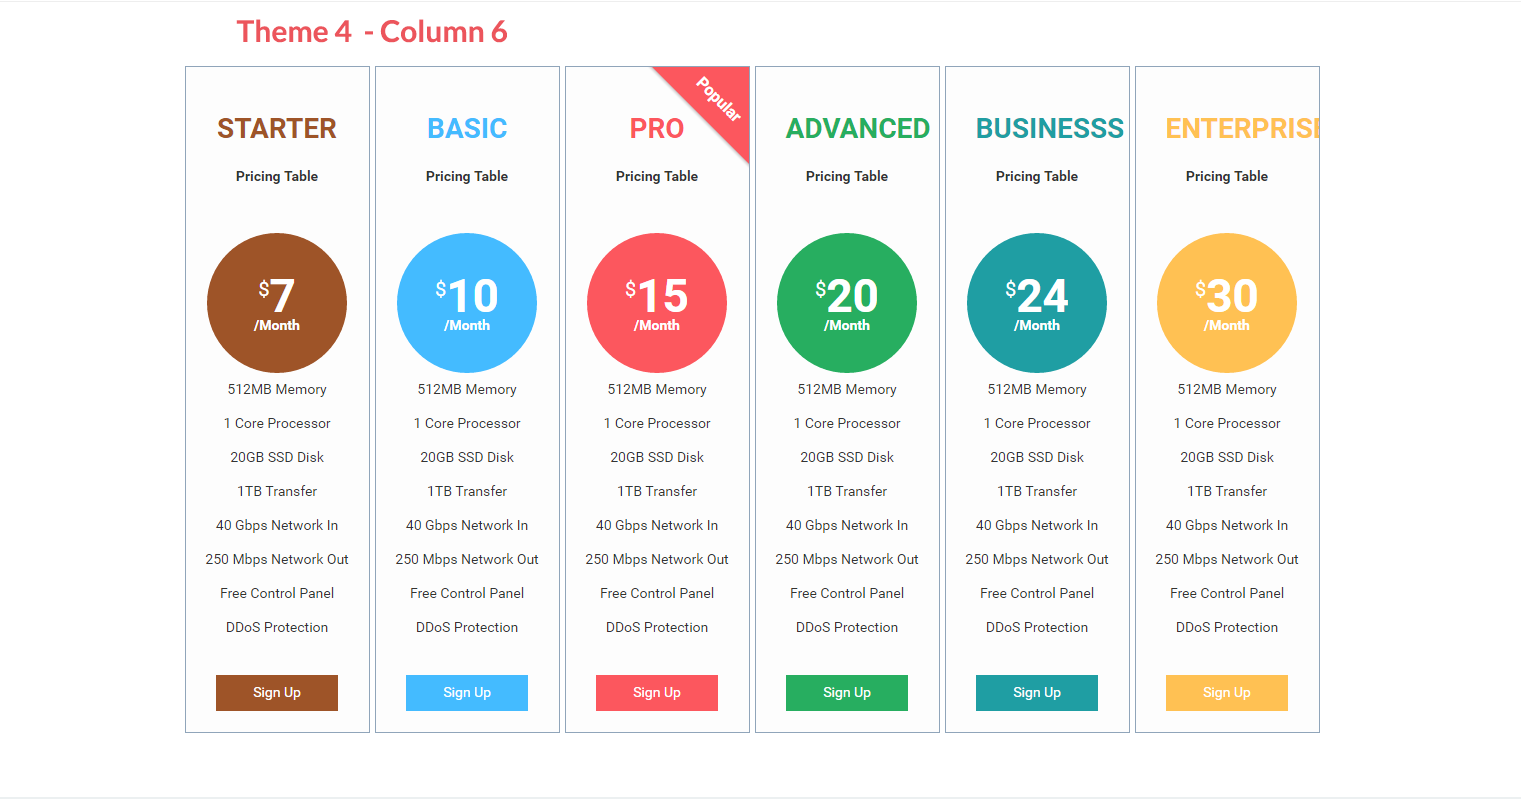 Theme 4 - Column 6
STARTER
Pricing Table
$7
/Month
512MB Memory
1 Core Processor
20GB SSD Disk
1TB Transfer
40 Gbps Network In
250 Mbps Network Out
Free Control Panel
DDoS Protection
Sign Up
BASIC
Pricing Table
$10
/Month
512MB Memory
1 Core Processor
20GB SSD Disk
1TB Transfer
40 Gbps Network In
250 Mbps Network Out
Free Control Panel
DDoS Protection
Sign Up
Popular
PRO
Pricing Table
$15
/Month
512MB Memory
1 Core Processor
20GB SSD Disk
1TB Transfer
40 Gbps Network In
250 Mbps Network Out
Free Control Panel
DDoS Protection
Sign Up
ADVANCED
Pricing Table
$20
/Month
512MB Memory
1 Core Processor
20GB SSD Disk
1TB Transfer
40 Gbps Network In
250 Mbps Network Out
Free Control Panel
DDoS Protection
Sign Up
BUSINESSS
Pricing Table
$24
/Month
512MB Memory
1 Core Processor
20GB SSD Disk
1TB Transfer
40 Gbps Network In
250 Mbps Network Out
Free Control Panel
DDoS Protection
Sign Up
ENTERPRISE
Pricing Table
$30
/Month
512MB Memory
1 Core Processor
20GB SSD Disk
1TB Transfer
40 Gbps Network In
250 Mbps Network Out
Free Control Panel
DDoS Protection
Sign Up